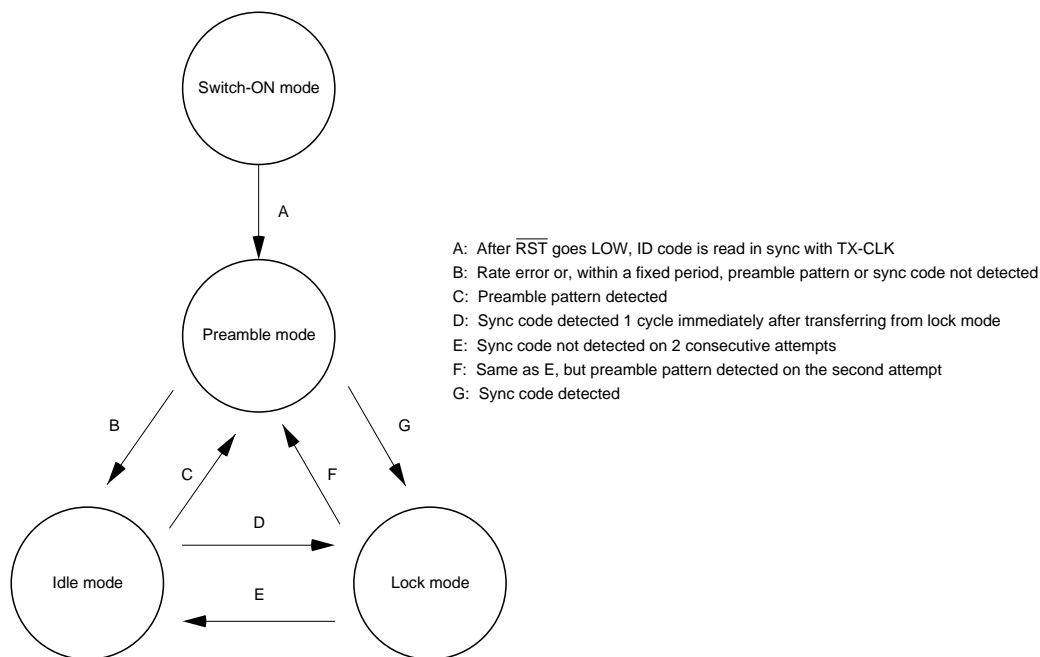 Switch-ON mode
A
Preamble mode
B
C
F
G
D
E
Idle mode
Lock mode
A: After R̅S̅T̅ goes LOW, ID code is read in sync with TX-CLK
B: Rate error or, within a fixed period, preamble pattern or sync code not detected
C: Preamble pattern detected
D: Sync code detected 1 cycle immediately after transferring from lock mode
E: Sync code not detected on 2 consecutive attempts
F: Same as E, but preamble pattern detected on the second attempt
G: Sync code detected